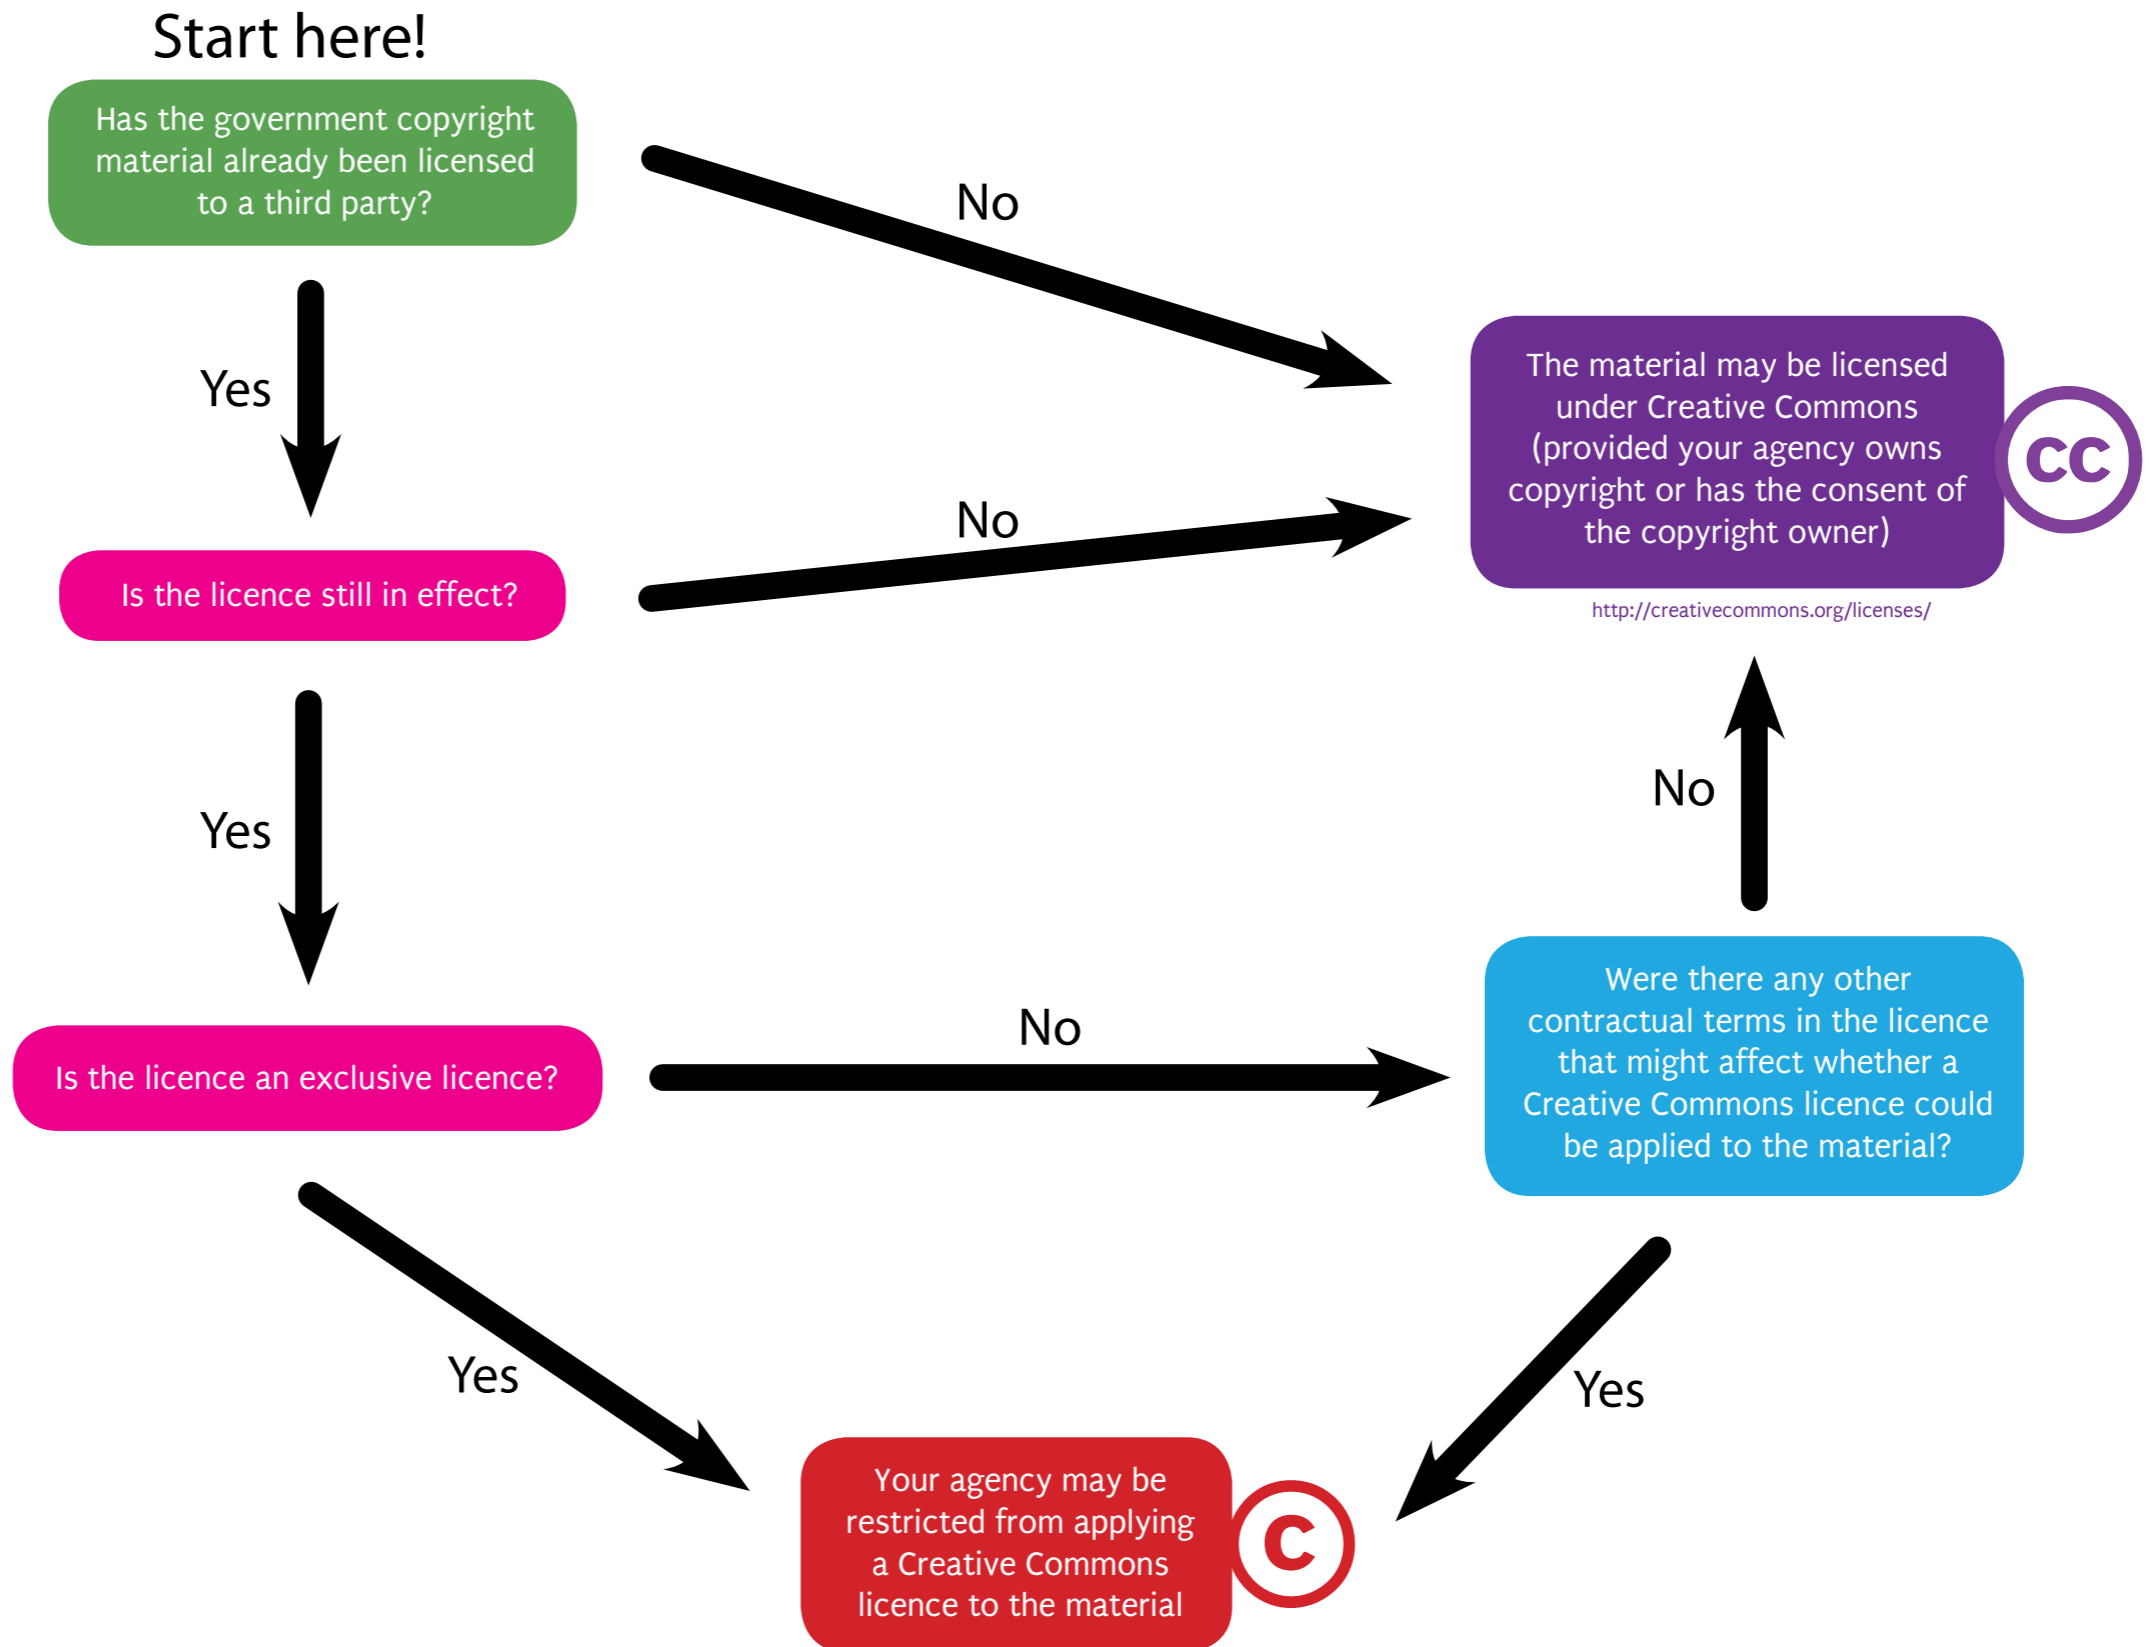 Start here!
Has the government copyright
material already been licensed
to a third party?
No
Yes
The material may be licensed
under Creative Commons
(provided your agency owns
copyright or has the consent of
the copyright owner)
cc
http://creativecommons.org/licenses/
No
Is the licence still in effect?
Yes
No
Were there any other
contractual terms in the licence
that might affect whether a
Creative Commons licence could
be applied to the material?
No
Is the licence an exclusive licence?
Yes
Yes
Your agency may be
restricted from applying
a Creative Commons
licence to the material
C